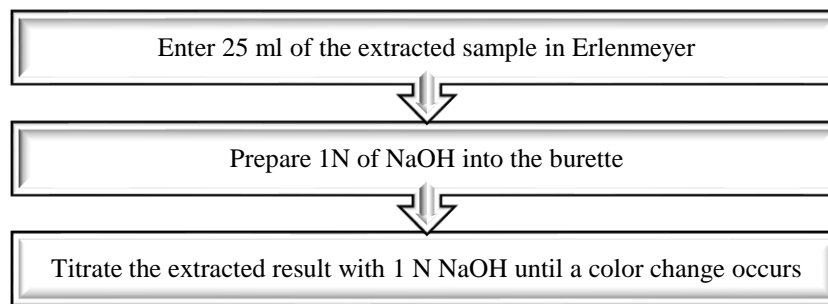 Enter 25 ml of the extracted sample in Erlenmeyer
Prepare 1N of NaOH into the burette
Titrate the extracted result with 1 N NaOH until a color change occurs